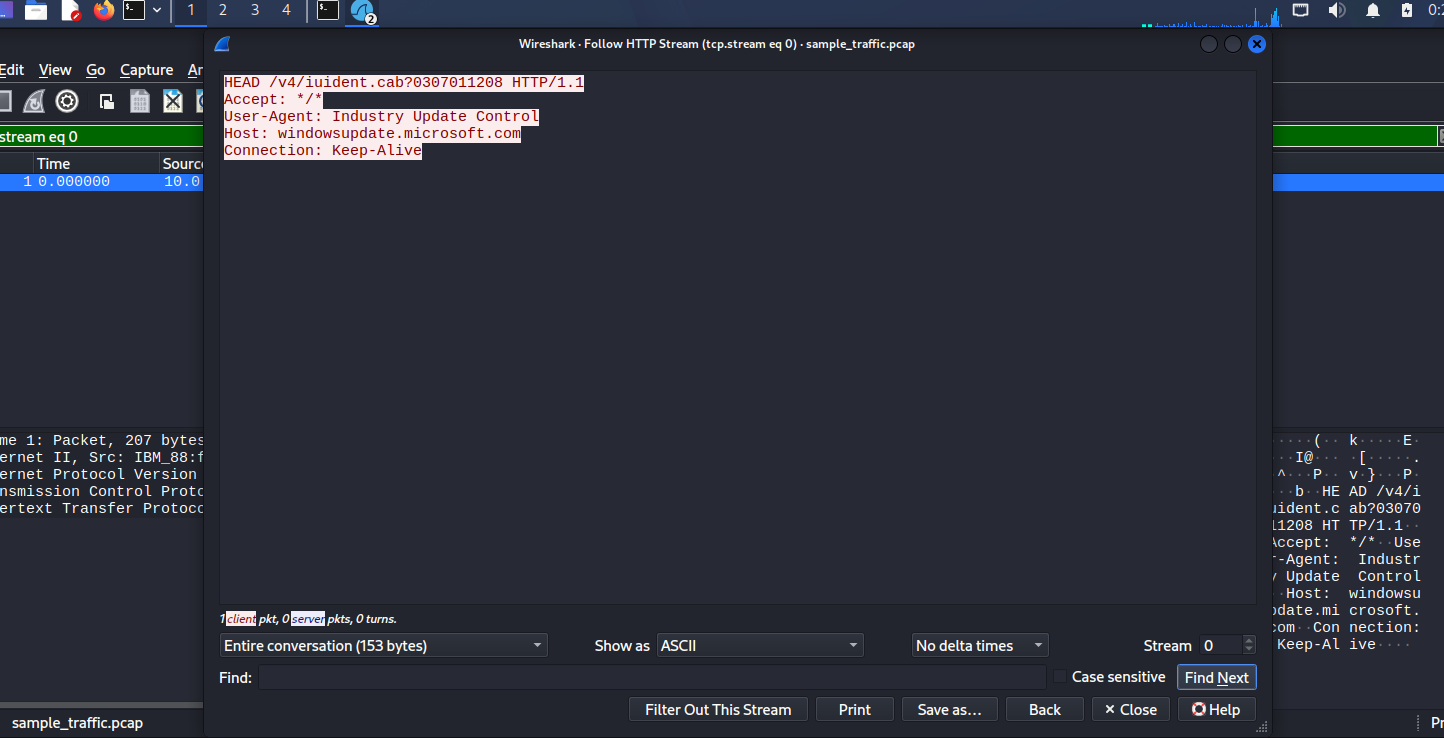 1 2 3 4 2
Wireshark · Follow HTTP Stream (tcp.stream eq 0) · sample_traffic.pcap
Edit View Go Capture
stream eq 0
Time Source
1 0.000000 10.0
HEAD /v4/iuident.cab?0307011208 HTTP/1.1
Accept: */*
User-Agent: Industry Update Control
Host: windowsupdate.microsoft.com
Connection: Keep-Alive
me 1: Packet, 207 bytes
ernet II, Src: IBM_88:f
ernet Protocol Version
nsmission Control Proto
ertext Transfer Protoco
·····(·· k·····E·
···I@··· ·[·····.
^···P·· v·}···P·
···b··HE AD /v4/i
uident.c ab?03070
11208 HT TP/1.1··
Accept: */*··Use
r-Agent: Industr
y Update Control
··Host: windowsu
pdate.mi crosoft.
com··Con nection:
Keep-Al ive····
1 client pkt, 0 server pkts, 0 turns.
Entire conversation (153 bytes) Show as ASCII No delta times Stream 0
Find: Case sensitive Find Next
Filter Out This Stream Print Save as… Back × Close Help
sample_traffic.pcap